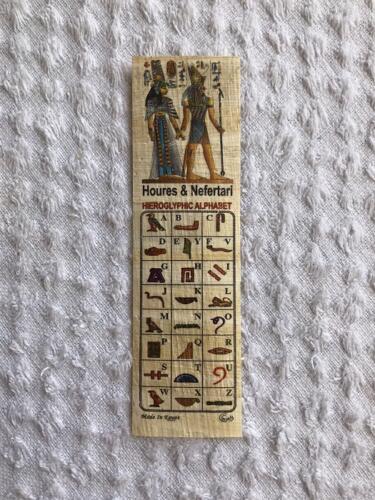 Houres & Nefertari
HIEROGLYPHIC ALPHABET
A B C
D E Y F V
G H I
J K L
M N O
P Q R
S T U
W X Z
Made In Egypt